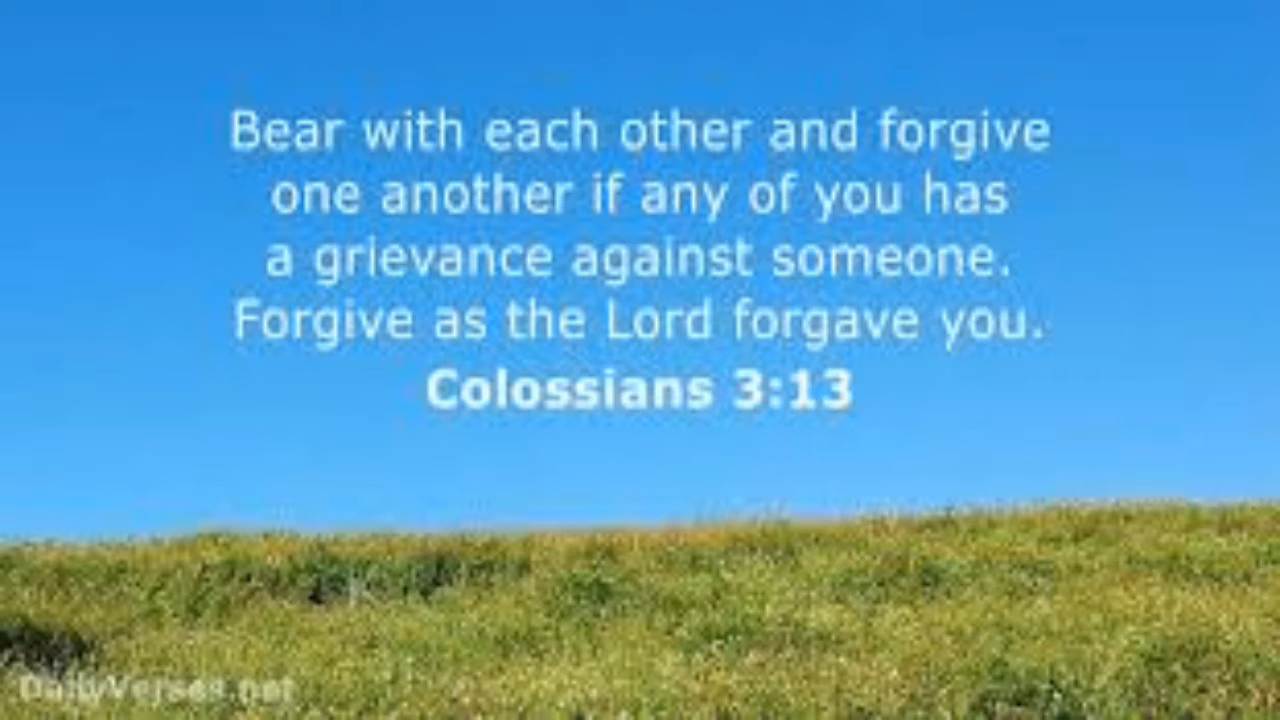 Bear with each other and forgive
one another if any of you has
a grievance against someone.
Forgive as the Lord forgave you.
Colossians 3:13
DailyVerses.net